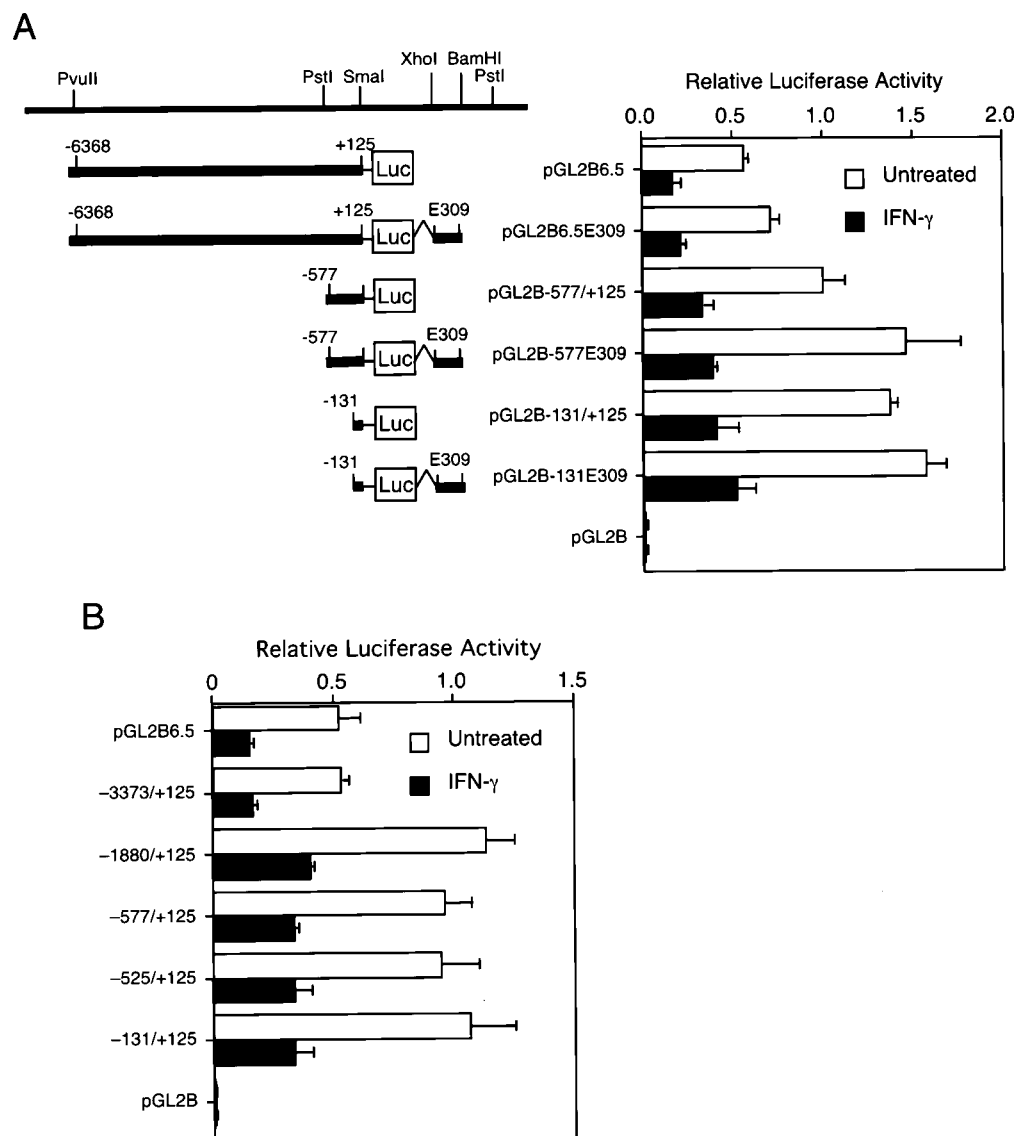 A
XhoI BamHI
PvuII PstI SmaI PstI
-6368 +125
Luc
-6368 +125 E309
Luc
-577
Luc
-577 E309
Luc
-131
Luc
-131 E309
Luc
Relative Luciferase Activity
0.0 0.5 1.0 1.5 2.0
pGL2B6.5
pGL2B6.5E309
pGL2B-577/+125
pGL2B-577E309
pGL2B-131/+125
pGL2B-131E309
pGL2B
Untreated
IFN-γ
B
Relative Luciferase Activity
0 0.5 1.0 1.5
pGL2B6.5
–3373/+125
–1880/+125
–577/+125
–525/+125
–131/+125
pGL2B
Untreated
IFN-γ